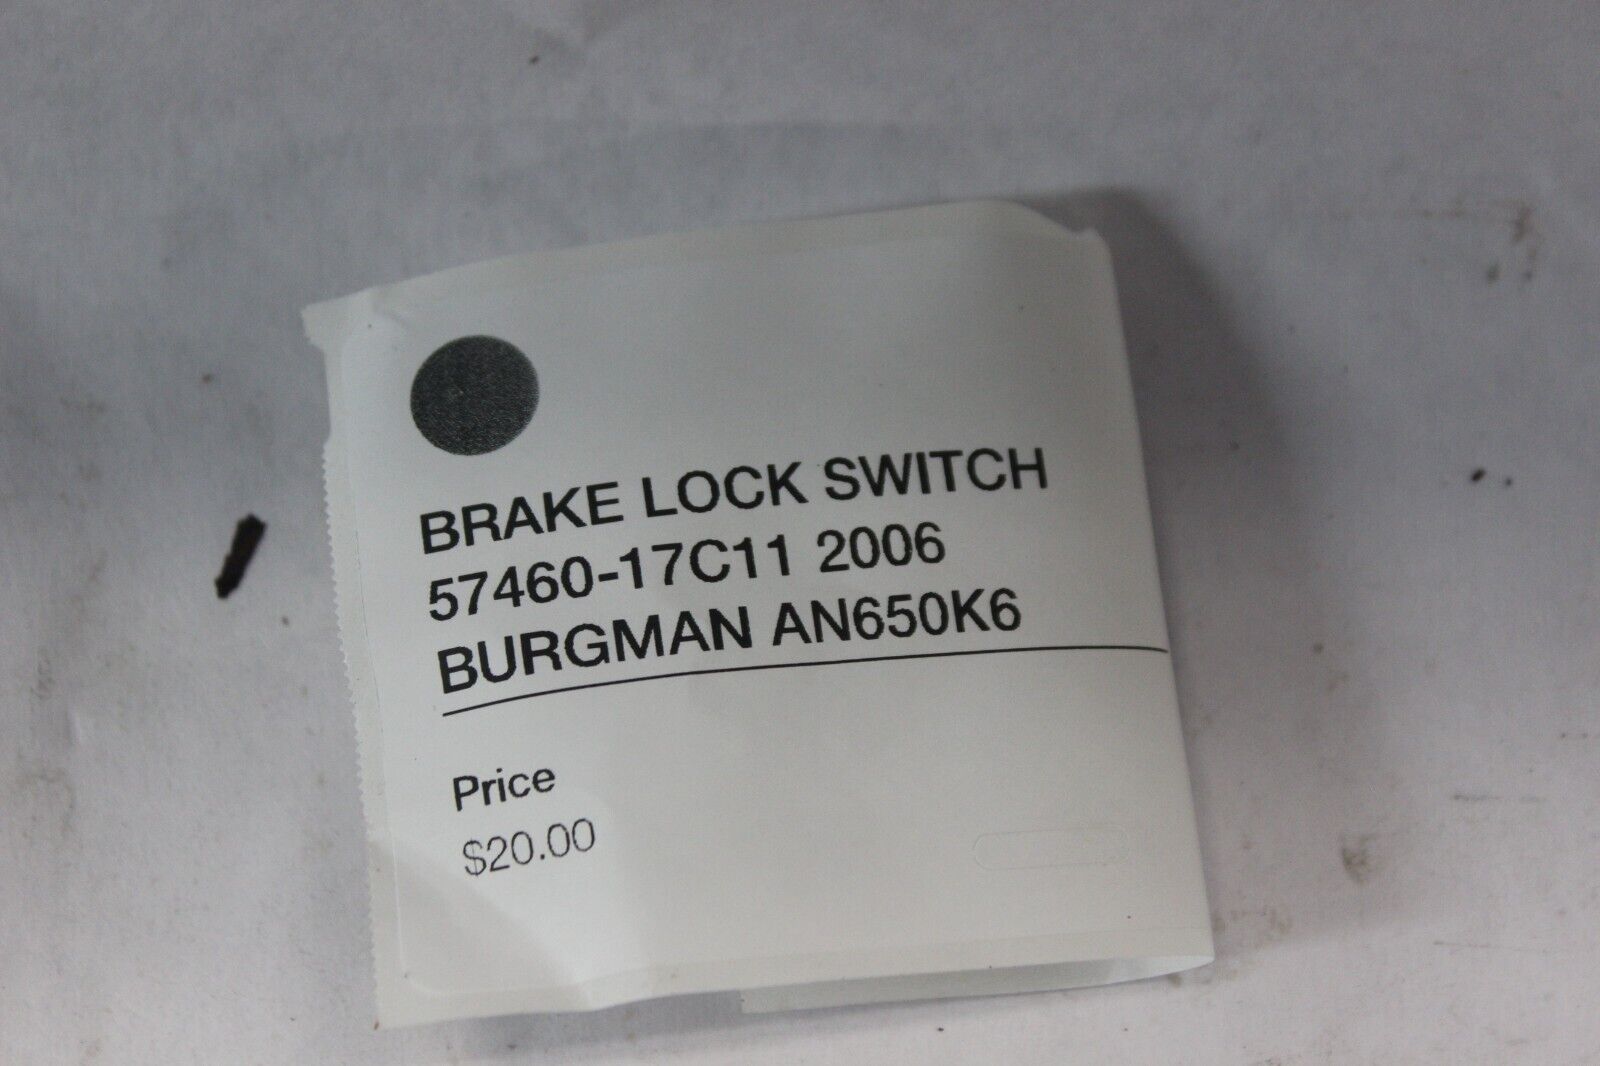 BRAKE LOCK SWITCH
57460-17C11 2006
BURGMAN AN650K6
Price
$20.00